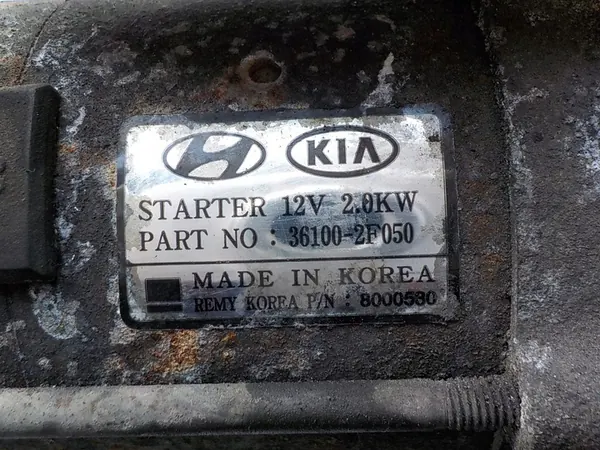 KIA
STARTER 12V 2.0KW
PART NO : 36100-2F050
MADE IN KOREA
REMY KOREA P/N : 8000580